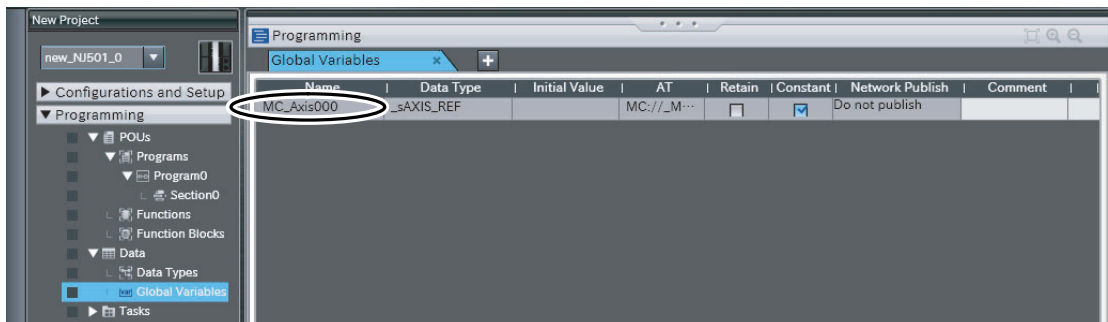 New Project
new_NJ501_0
Configurations and Setup
Programming
POUs
Programs
Program0
Section0
Functions
Function Blocks
Data
Data Types
Global Variables
Tasks
Programming
Global Variables
Name | Data Type | Initial Value | AT | Retain | Constant | Network Publish | Comment
MC_Axis000 _sAXIS_REF MC://_M··· Do not publish